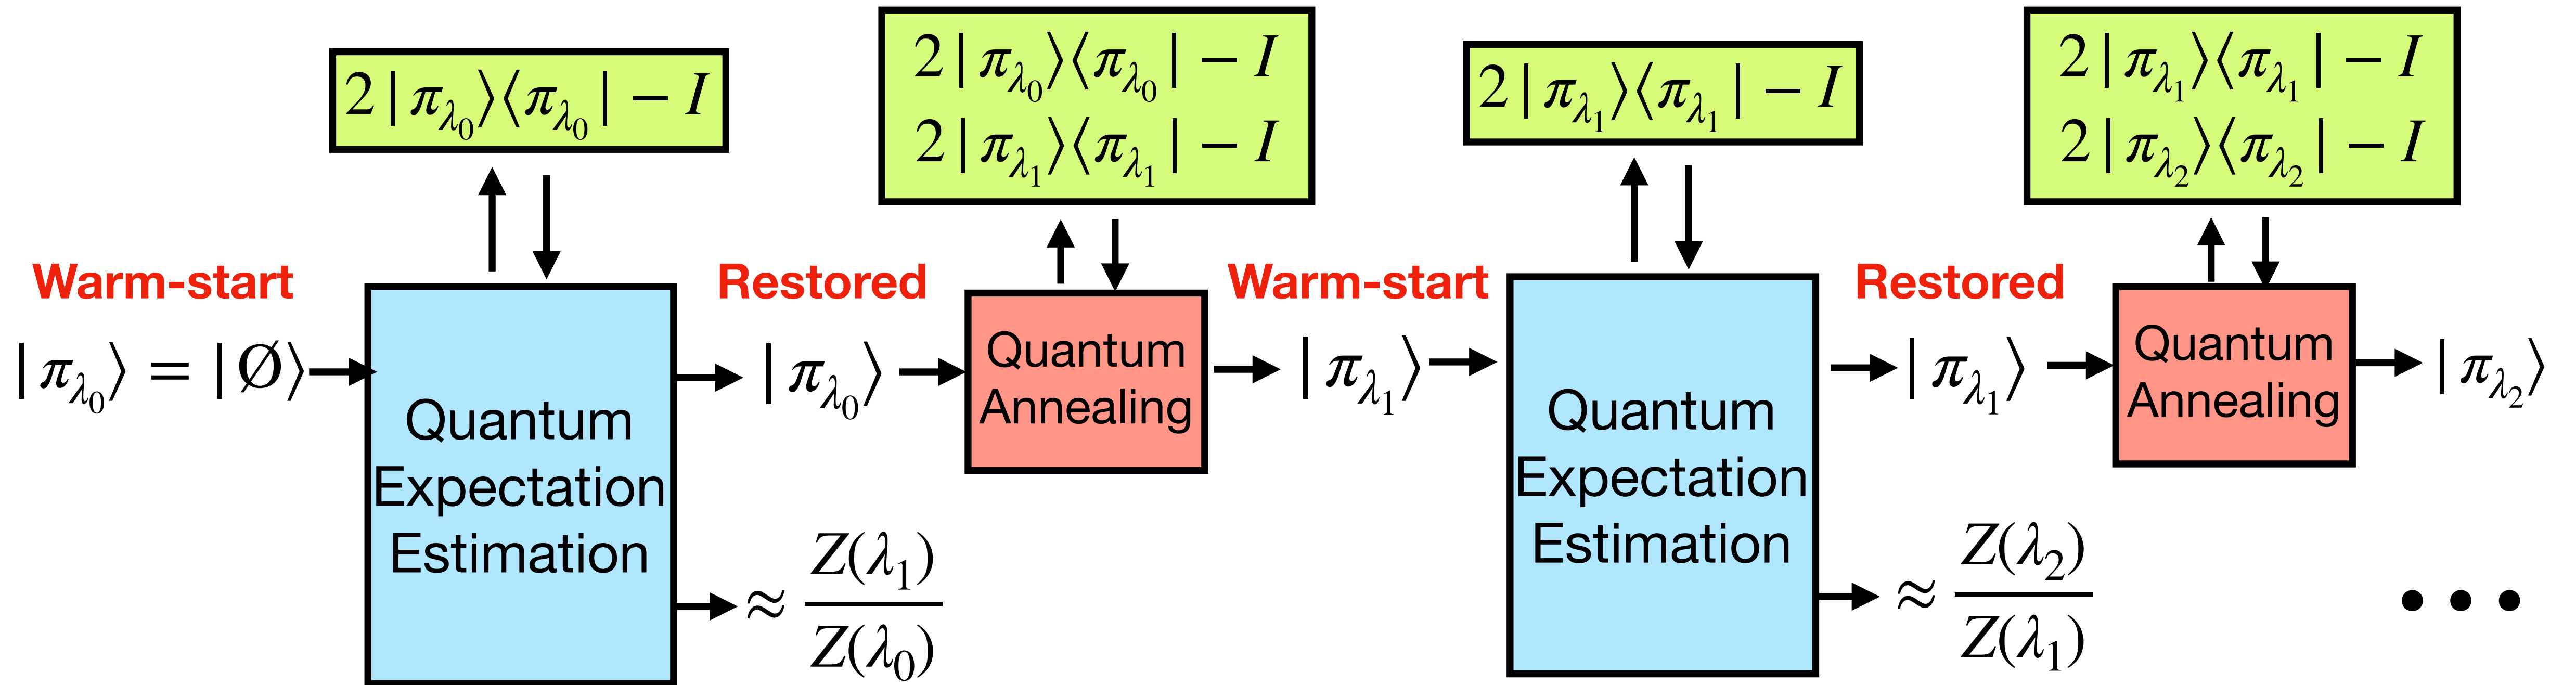 2 | π_{λ_0}⟩⟨π_{λ_0} | − I
2 | π_{λ_0}⟩⟨π_{λ_0} | − I
2 | π_{λ_1}⟩⟨π_{λ_1} | − I
2 | π_{λ_1}⟩⟨π_{λ_1} | − I
2 | π_{λ_1}⟩⟨π_{λ_1} | − I
2 | π_{λ_2}⟩⟨π_{λ_2} | − I
Warm-start
| π_{λ_0}⟩ = | Ø⟩
Quantum
Expectation
Estimation
Restored
| π_{λ_0}⟩
≈ Z(λ_1) / Z(λ_0)
Quantum
Annealing
Warm-start
| π_{λ_1}⟩
Quantum
Expectation
Estimation
Restored
| π_{λ_1}⟩
≈ Z(λ_2) / Z(λ_1)
Quantum
Annealing
| π_{λ_2}⟩
• • •